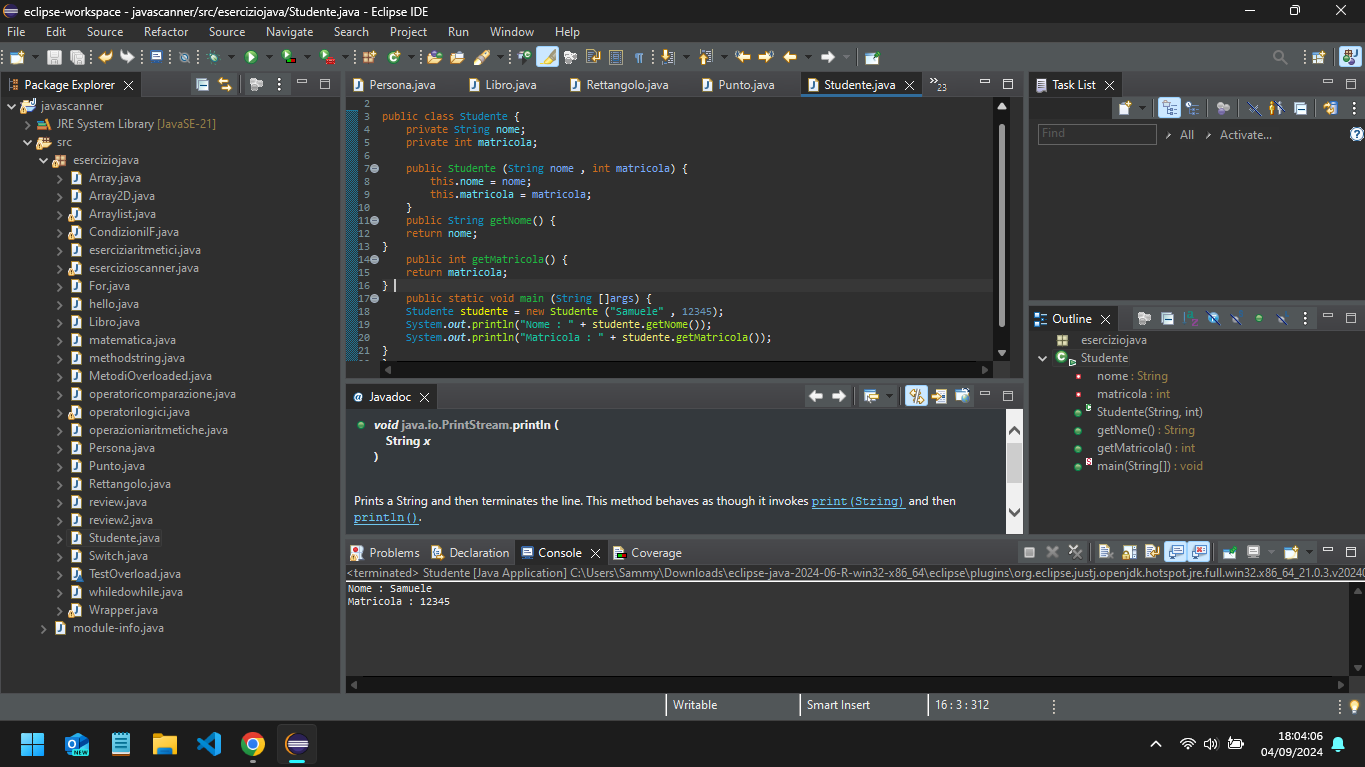 eclipse-workspace - javascanner/src/eserciziojava/Studente.java - Eclipse IDE
File Edit Source Refactor Source Navigate Search Project Run Window Help
Package Explorer
javascanner
JRE System Library [JavaSE-21]
src
eserciziojava
Array.java
Array2D.java
Arraylist.java
CondizioniIF.java
eserciziaritmetici.java
esercizioscanner.java
For.java
hello.java
Libro.java
matematica.java
methodstring.java
MetodiOverloaded.java
operatoricomparazione.java
operatorilogici.java
operazioniaritmetiche.java
Persona.java
Punto.java
Rettangolo.java
review.java
review2.java
Studente.java
Switch.java
TestOverload.java
whiledowhile.java
Wrapper.java
module-info.java
Persona.java Libro.java Rettangolo.java Punto.java Studente.java »23
2
3 public class Studente {
4 private String nome;
5 private int matricola;
6
7 public Studente (String nome , int matricola) {
8 this.nome = nome;
9 this.matricola = matricola;
10 }
11 public String getNome() {
12 return nome;
13 }
14 public int getMatricola() {
15 return matricola;
16 }
17 public static void main (String []args) {
18 Studente studente = new Studente ("Samuele" , 12345);
19 System.out.println("Nome : " + studente.getNome());
20 System.out.println("Matricola : " + studente.getMatricola());
21 }
Javadoc
void java.io.PrintStream.println (
String x
)
Prints a String and then terminates the line. This method behaves as though it invokes print(String) and then
println().
Problems Declaration Console Coverage
<terminated> Studente [Java Application] C:\Users\Sammy\Downloads\eclipse-java-2024-06-R-win32-x86_64\eclipse\plugins\org.eclipse.justj.openjdk.hotspot.jre.full.win32.x86_64_21.0.3.v20240
Nome : Samuele
Matricola : 12345
Task List
Find All Activate...
Outline
eserciziojava
Studente
nome : String
matricola : int
Studente(String, int)
getNome() : String
getMatricola() : int
main(String[]) : void
Writable Smart Insert 16 : 3 : 312
NEW
18:04:06
04/09/2024